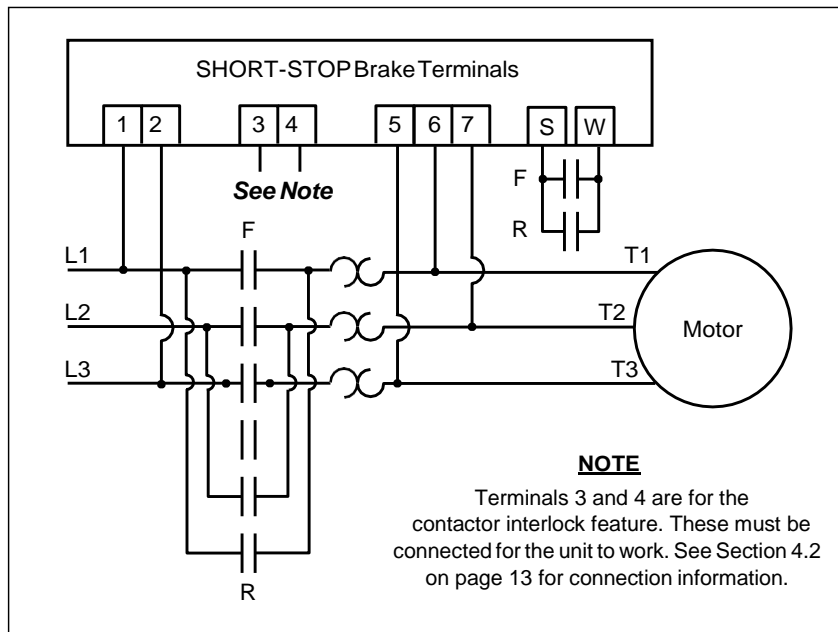 SHORT-STOP Brake Terminals
1 2 3 4 5 6 7 S W
See Note
F
R
F
L1
T1
L2
T2
Motor
L3
T3
R
NOTE
Terminals 3 and 4 are for the
contactor interlock feature. These must be
connected for the unit to work. See Section 4.2
on page 13 for connection information.